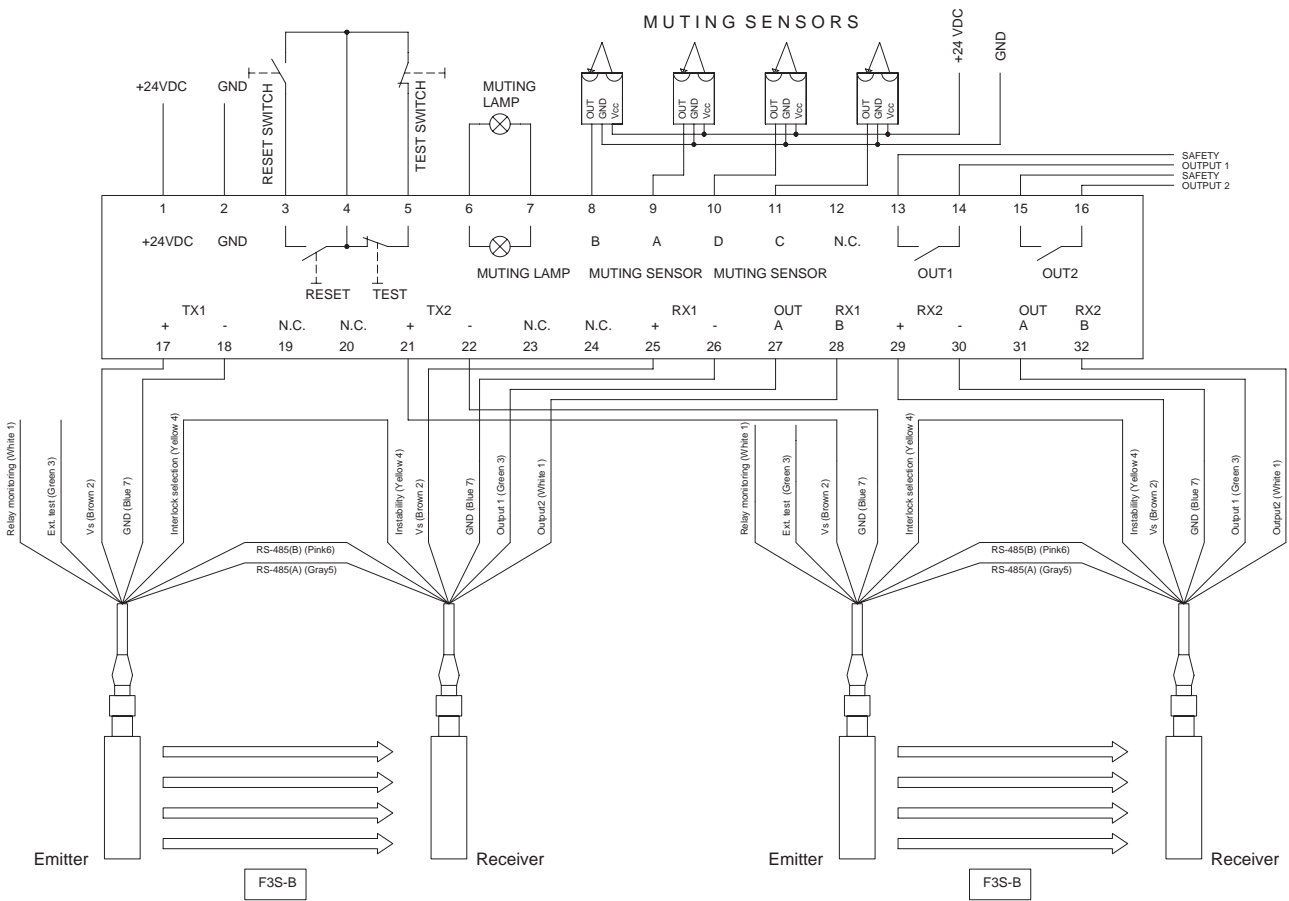 MUTING SENSORS
+24 VDC
GND
+24VDC
GND
RESET SWITCH
TEST SWITCH
MUTING
LAMP
OUT
GND
Vcc
OUT
GND
Vcc
OUT
GND
Vcc
OUT
GND
Vcc
SAFETY
OUTPUT 1
SAFETY
OUTPUT 2
1 2 3 4 5 6 7 8 9 10 11 12 13 14 15 16
+24VDC GND B A D C N.C.
MUTING LAMP MUTING SENSOR MUTING SENSOR OUT1 OUT2
RESET TEST
TX1 TX2 RX1 OUT RX1 RX2 OUT RX2
+ - N.C. N.C. + - N.C. N.C. + - A B + - A B
17 18 19 20 21 22 23 24 25 26 27 28 29 30 31 32
Relay monitoring (White 1)
Ext. test (Green 3)
Vs (Brown 2)
GND (Blue 7)
Interlock selection (Yellow 4)
Instability (Yellow 4)
Vs (Brown 2)
GND (Blue 7)
Output 1 (Green 3)
Output2 (White 1)
Relay monitoring (White 1)
Ext. test (Green 3)
Vs (Brown 2)
GND (Blue 7)
Interlock selection (Yellow 4)
Instability (Yellow 4)
Vs (Brown 2)
GND (Blue 7)
Output 1 (Green 3)
Output2 (White 1)
RS-485(B) (Pink6)
RS-485(A) (Gray5)
RS-485(B) (Pink6)
RS-485(A) (Gray5)
Emitter
Receiver
Emitter
Receiver
F3S-B
F3S-B